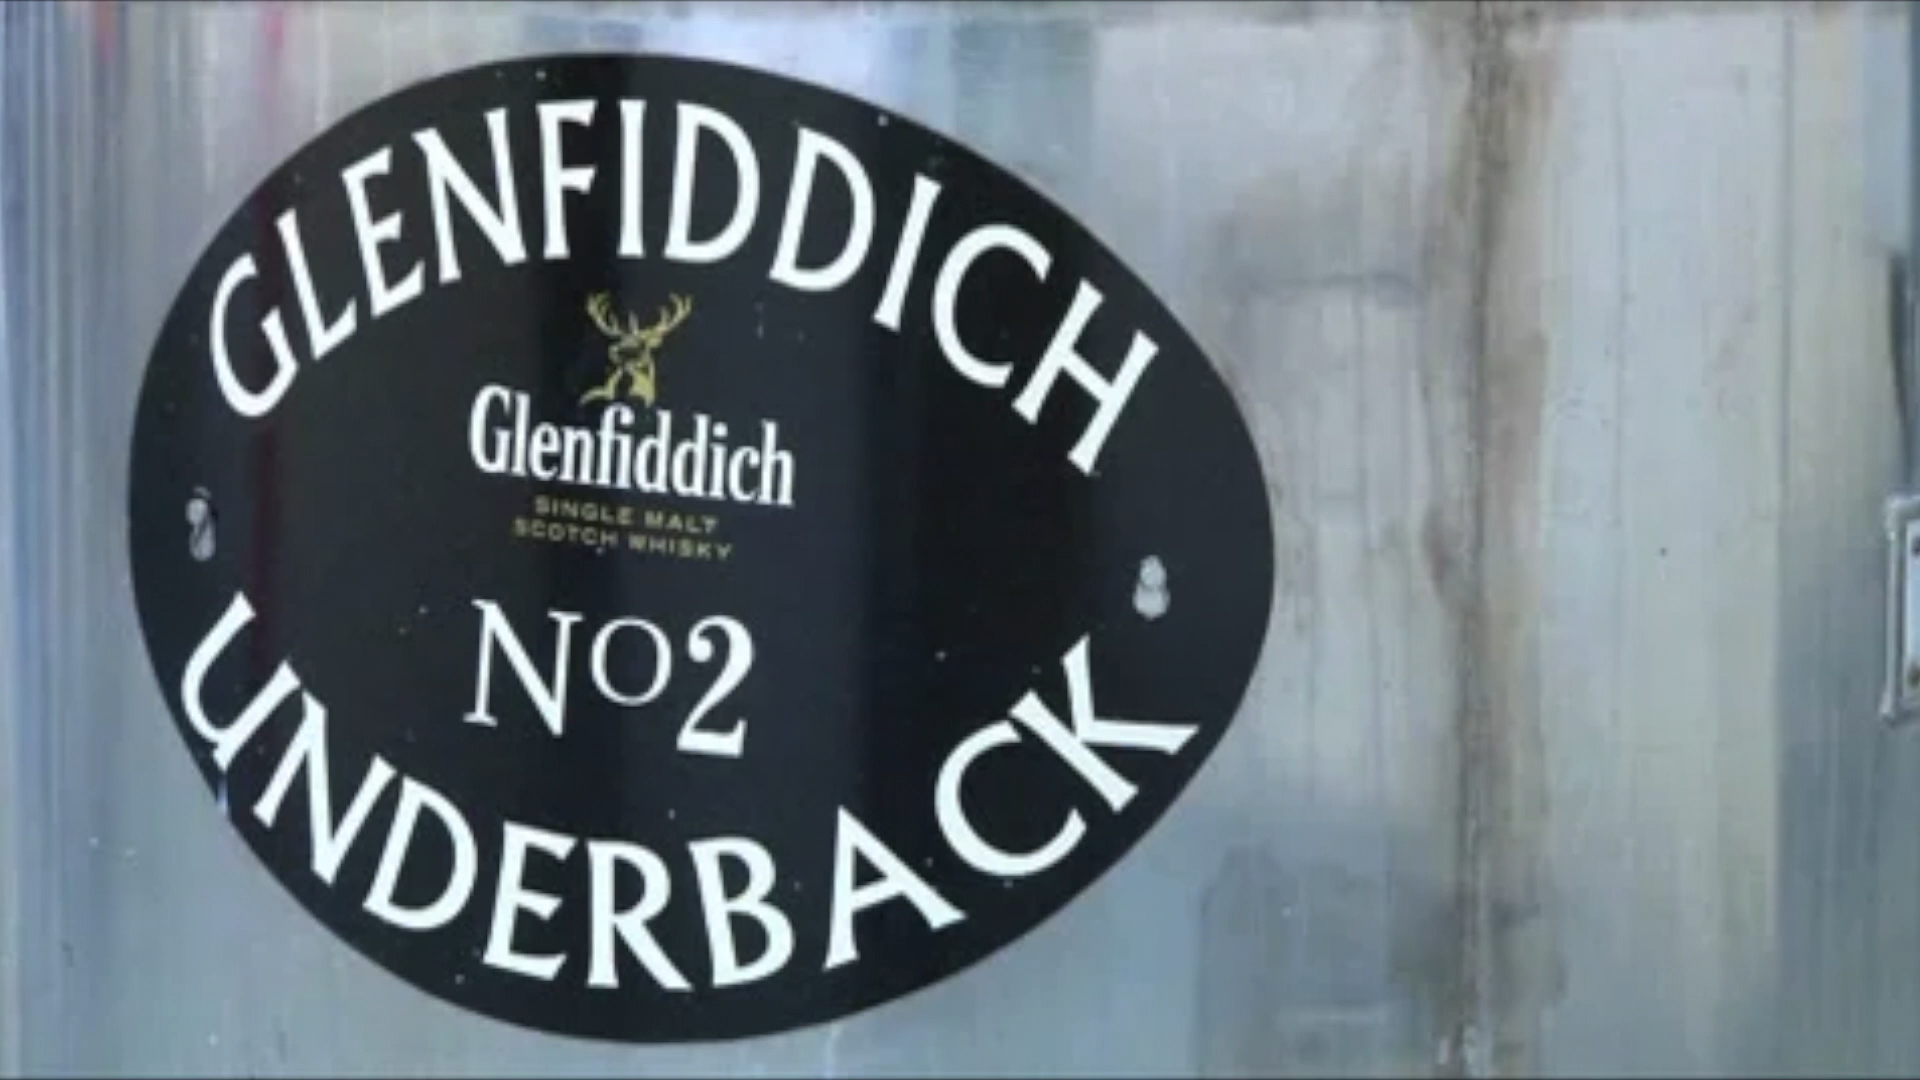 GLENFIDDICH
Glenfiddich
SINGLE MALT
SCOTCH WHISKY
No2
UNDERBACK